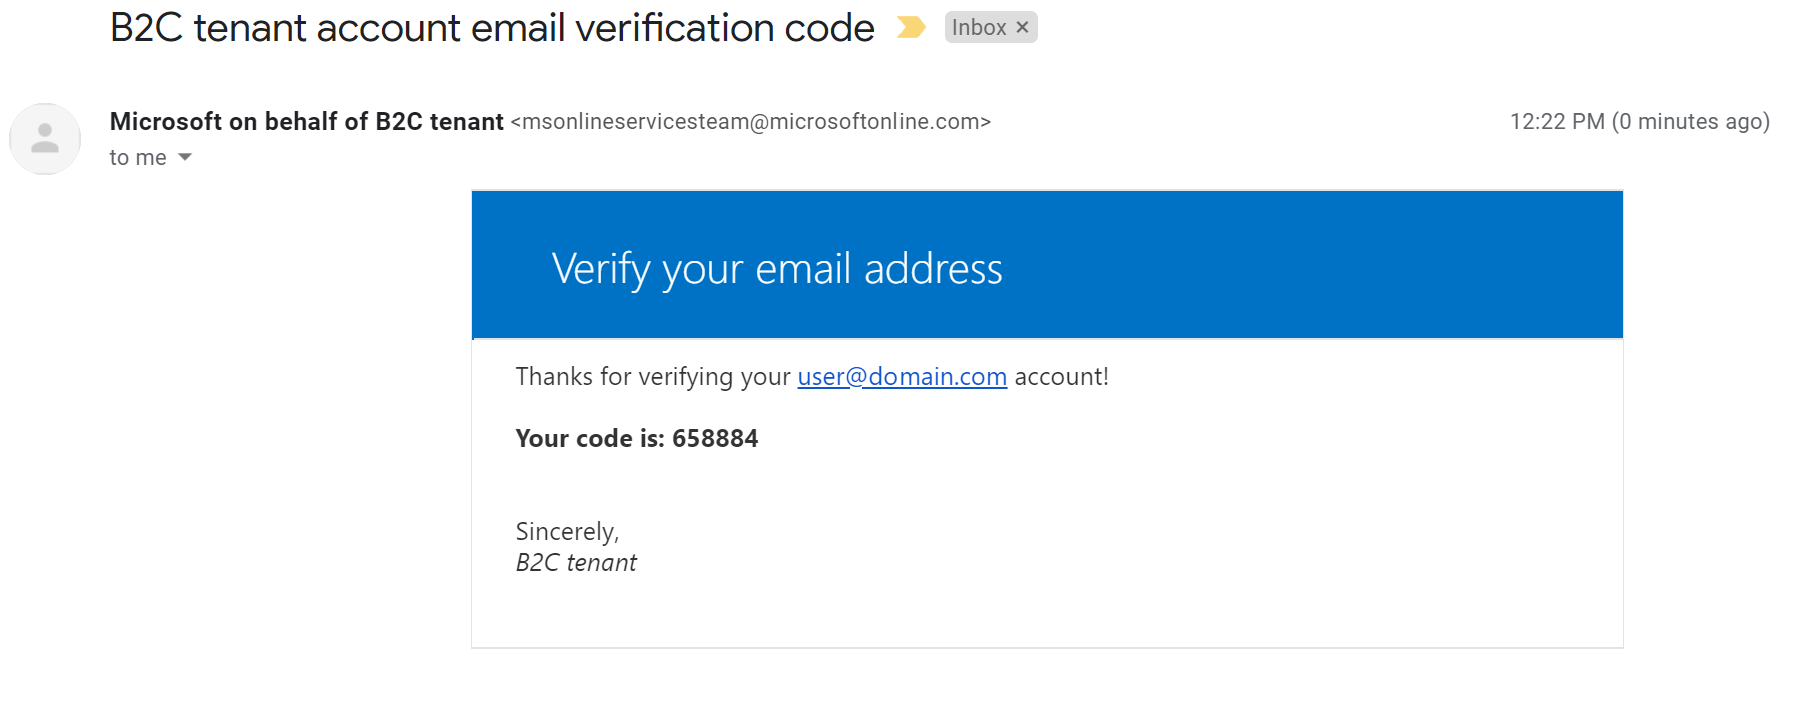 B2C tenant account email verification code Inbox ×
Microsoft on behalf of B2C tenant <msonlineservicesteam@microsoftonline.com> 12:22 PM (0 minutes ago)
to me
Verify your email address
Thanks for verifying your user@domain.com account!
Your code is: 658884
Sincerely,
B2C tenant